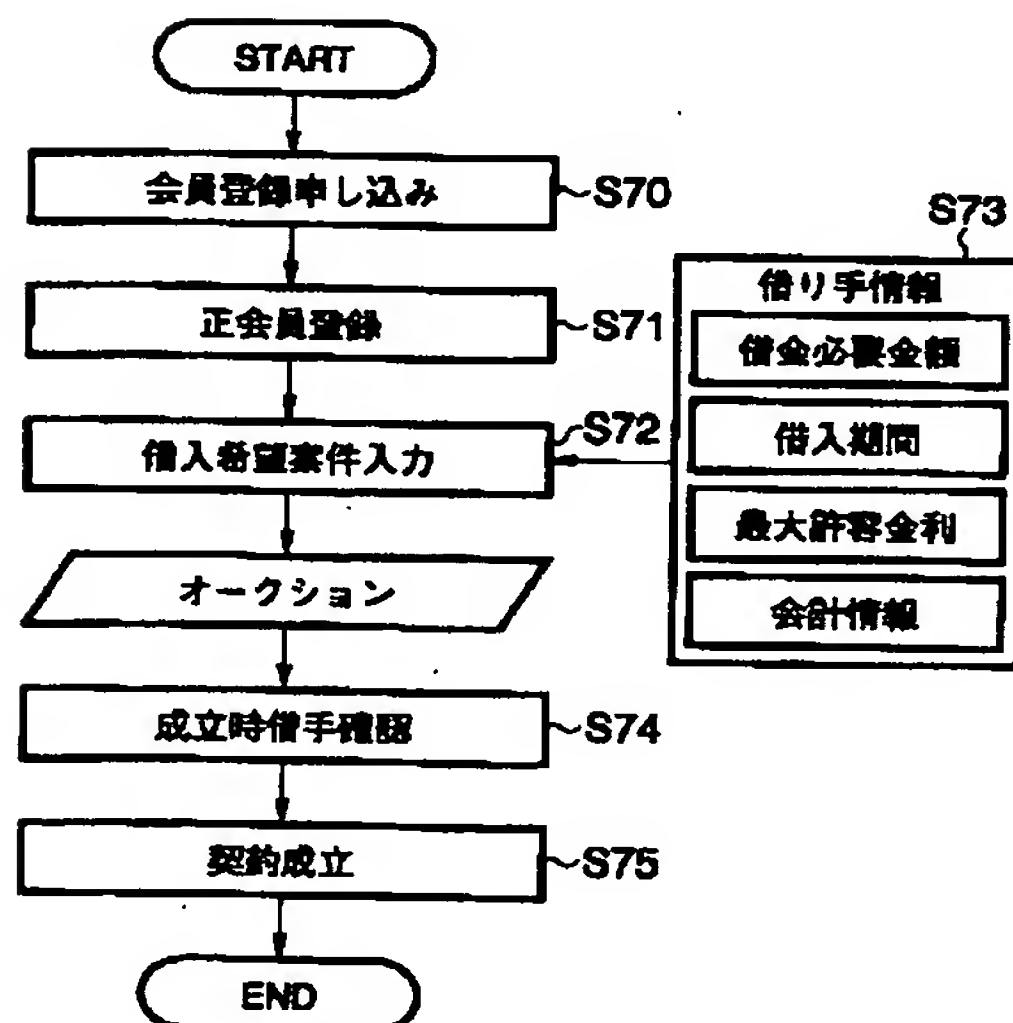 START
会員登録申し込み
S70
正会員登録
S71
借入希望案件入力
S72
S73
借り手情報
借金必要金額
借入期間
最大許容金利
会計情報
オークション
成立時借手確認
S74
契約成立
S75
END